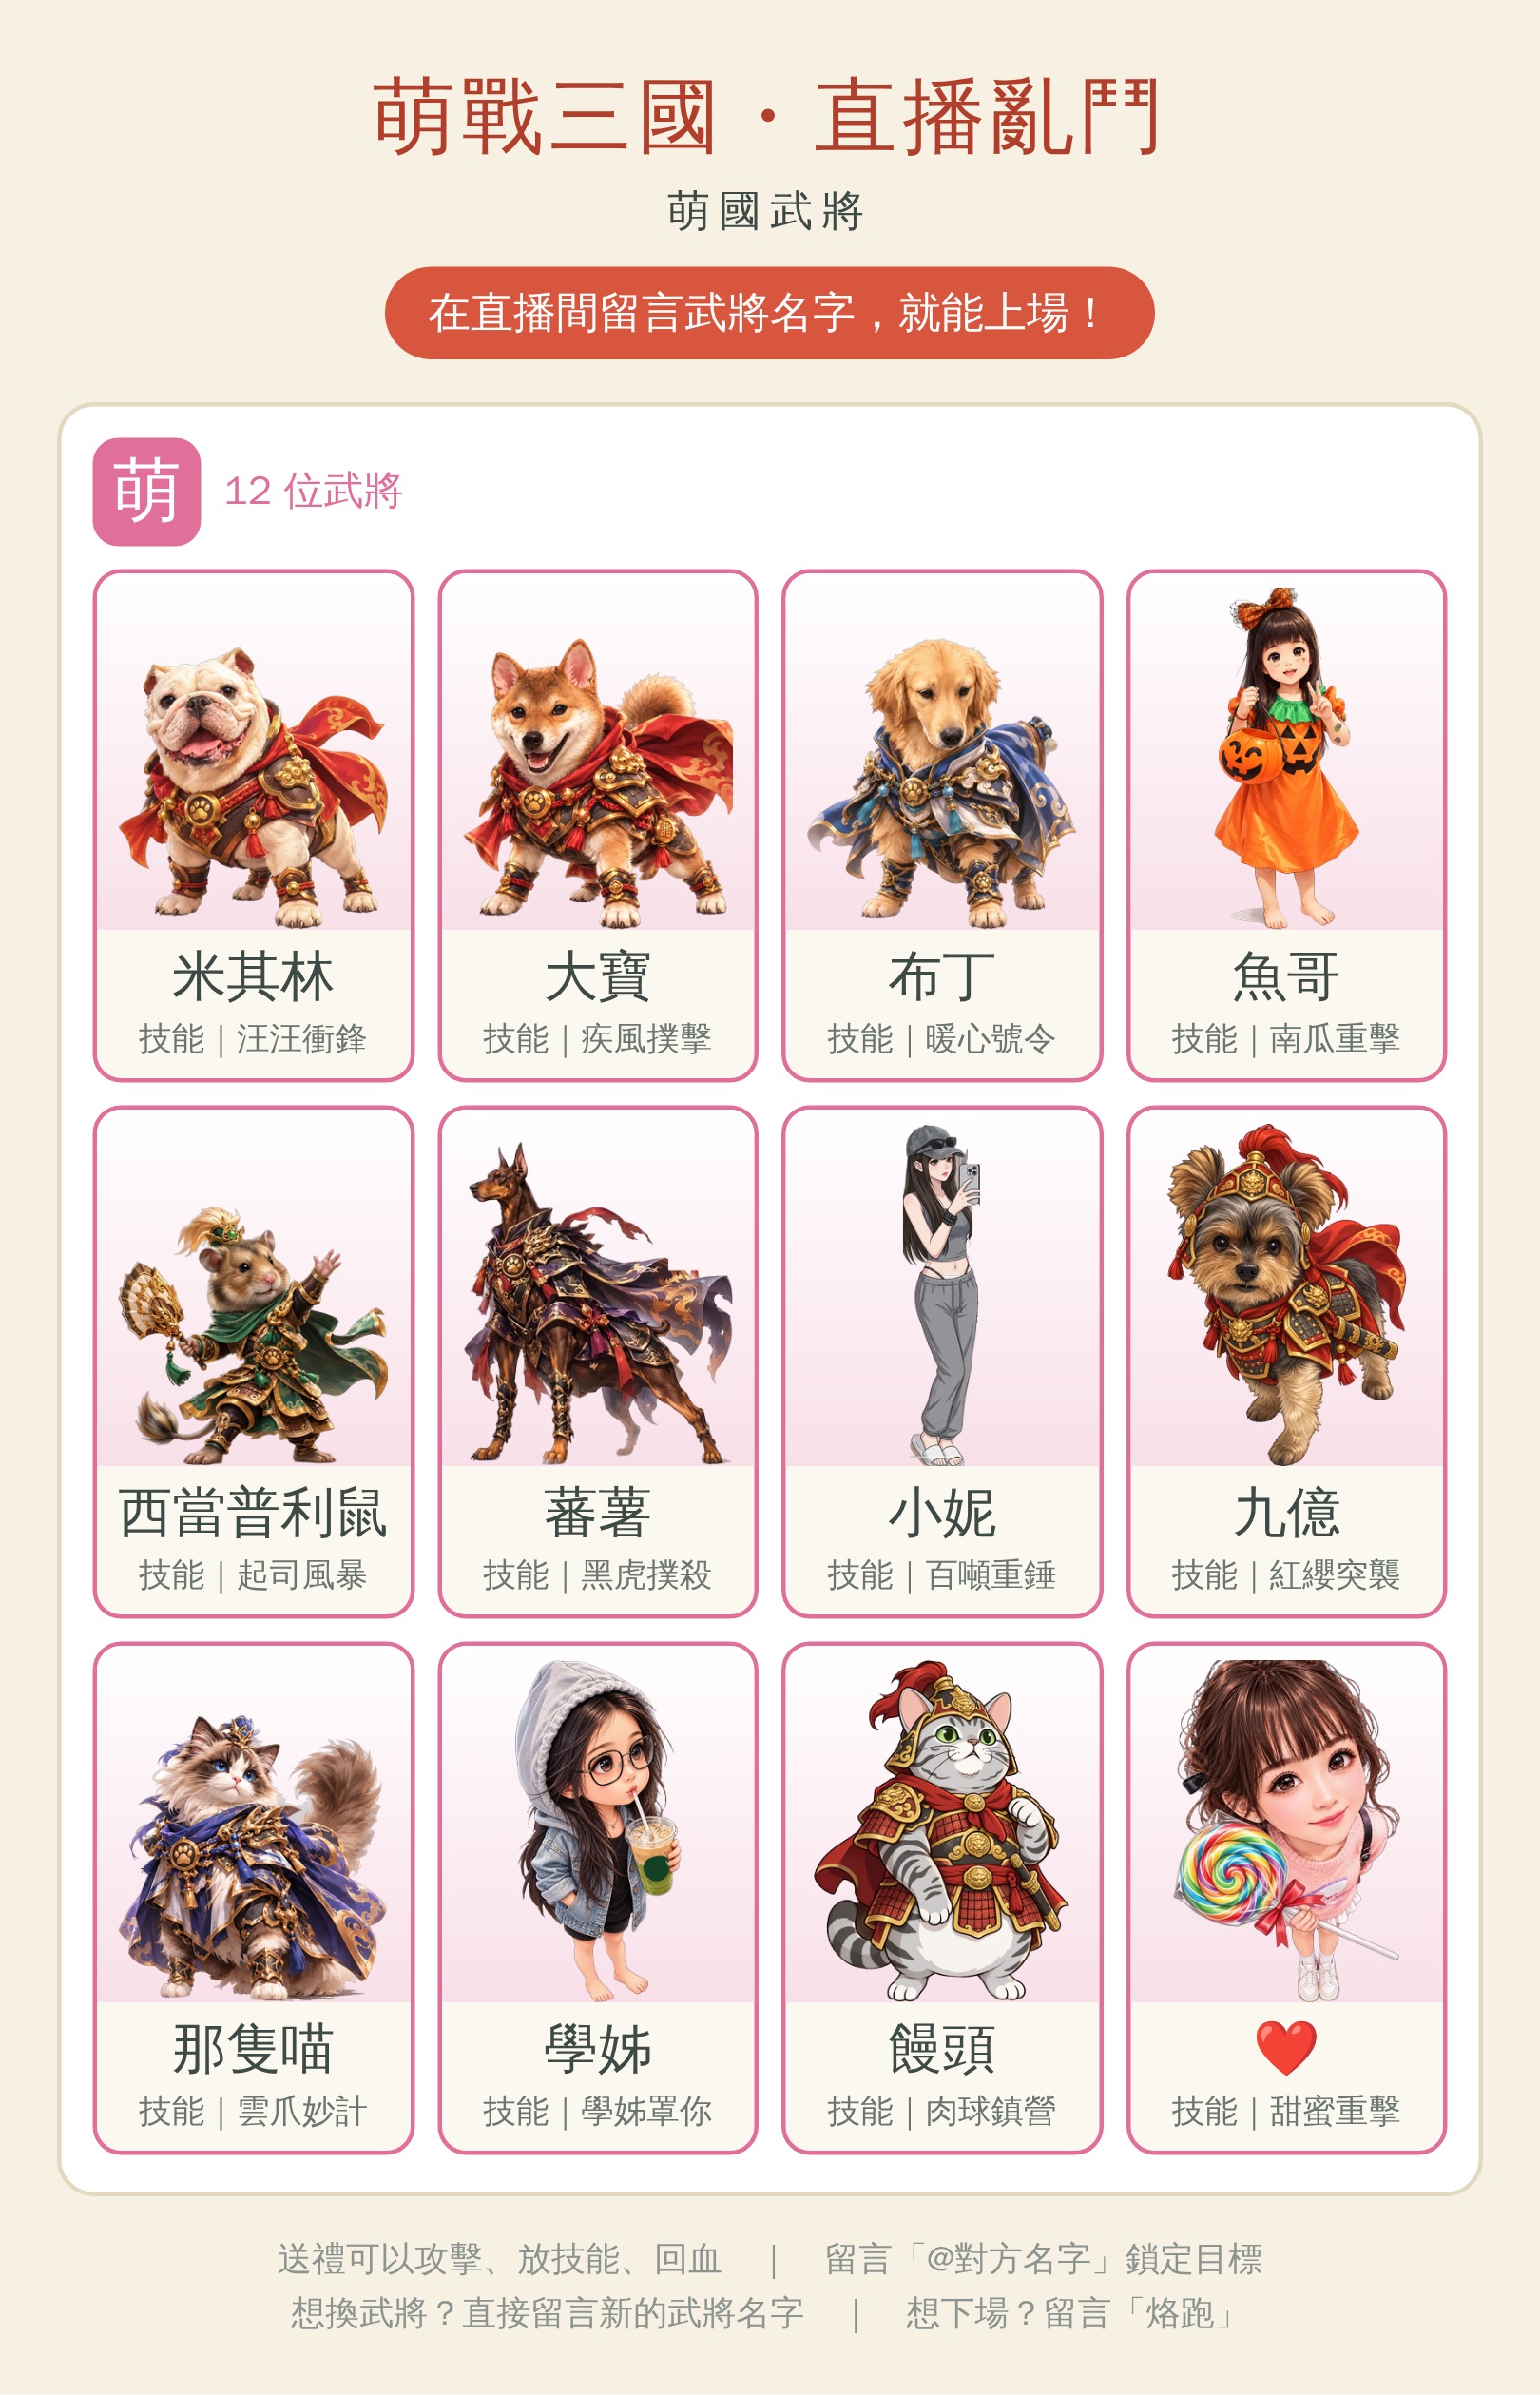 萌戰三國・直播亂鬥
萌國武將
在直播間留言武將名字，就能上場！
萌 12 位武將
米其林
技能｜汪汪衝鋒
大寶
技能｜疾風撲擊
布丁
技能｜暖心號令
魚哥
技能｜南瓜重擊
西當普利鼠
技能｜起司風暴
蕃薯
技能｜黑虎撲殺
小妮
技能｜百噸重錘
九億
技能｜紅纓突襲
那隻喵
技能｜雲爪妙計
學姊
技能｜學姊罩你
饅頭
技能｜肉球鎮營
❤️
技能｜甜蜜重擊
送禮可以攻擊、放技能、回血　｜　留言「@對方名字」鎖定目標
想換武將？直接留言新的武將名字　｜　想下場？留言「烙跑」